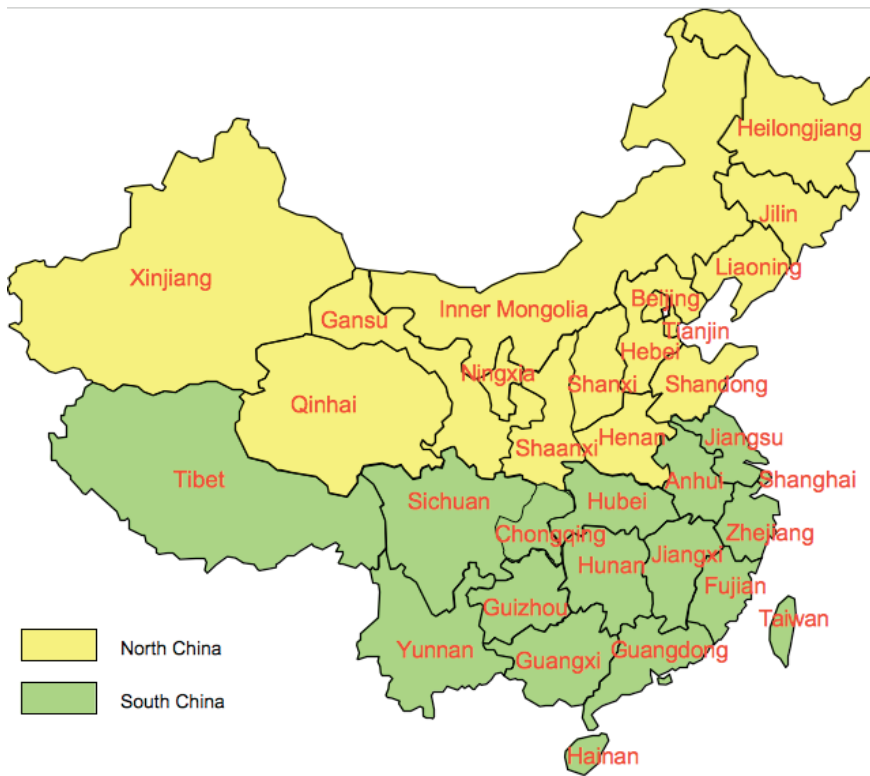 Heilongjiang
Jilin
Liaoning
Xinjiang
Beijing
Inner Mongolia
Gansu
Tianjin
Hebei
Ningxia
Shanxi
Shandong
Qinhai
Henan
Jiangsu
Shaanxi
Tibet
Anhui
Shanghai
Sichuan
Hubei
Chongqing
Zhejiang
Jiangxi
Hunan
Fujian
Guizhou
Taiwan
Yunnan
Guangxi
Guangdong
Hainan
North China
South China